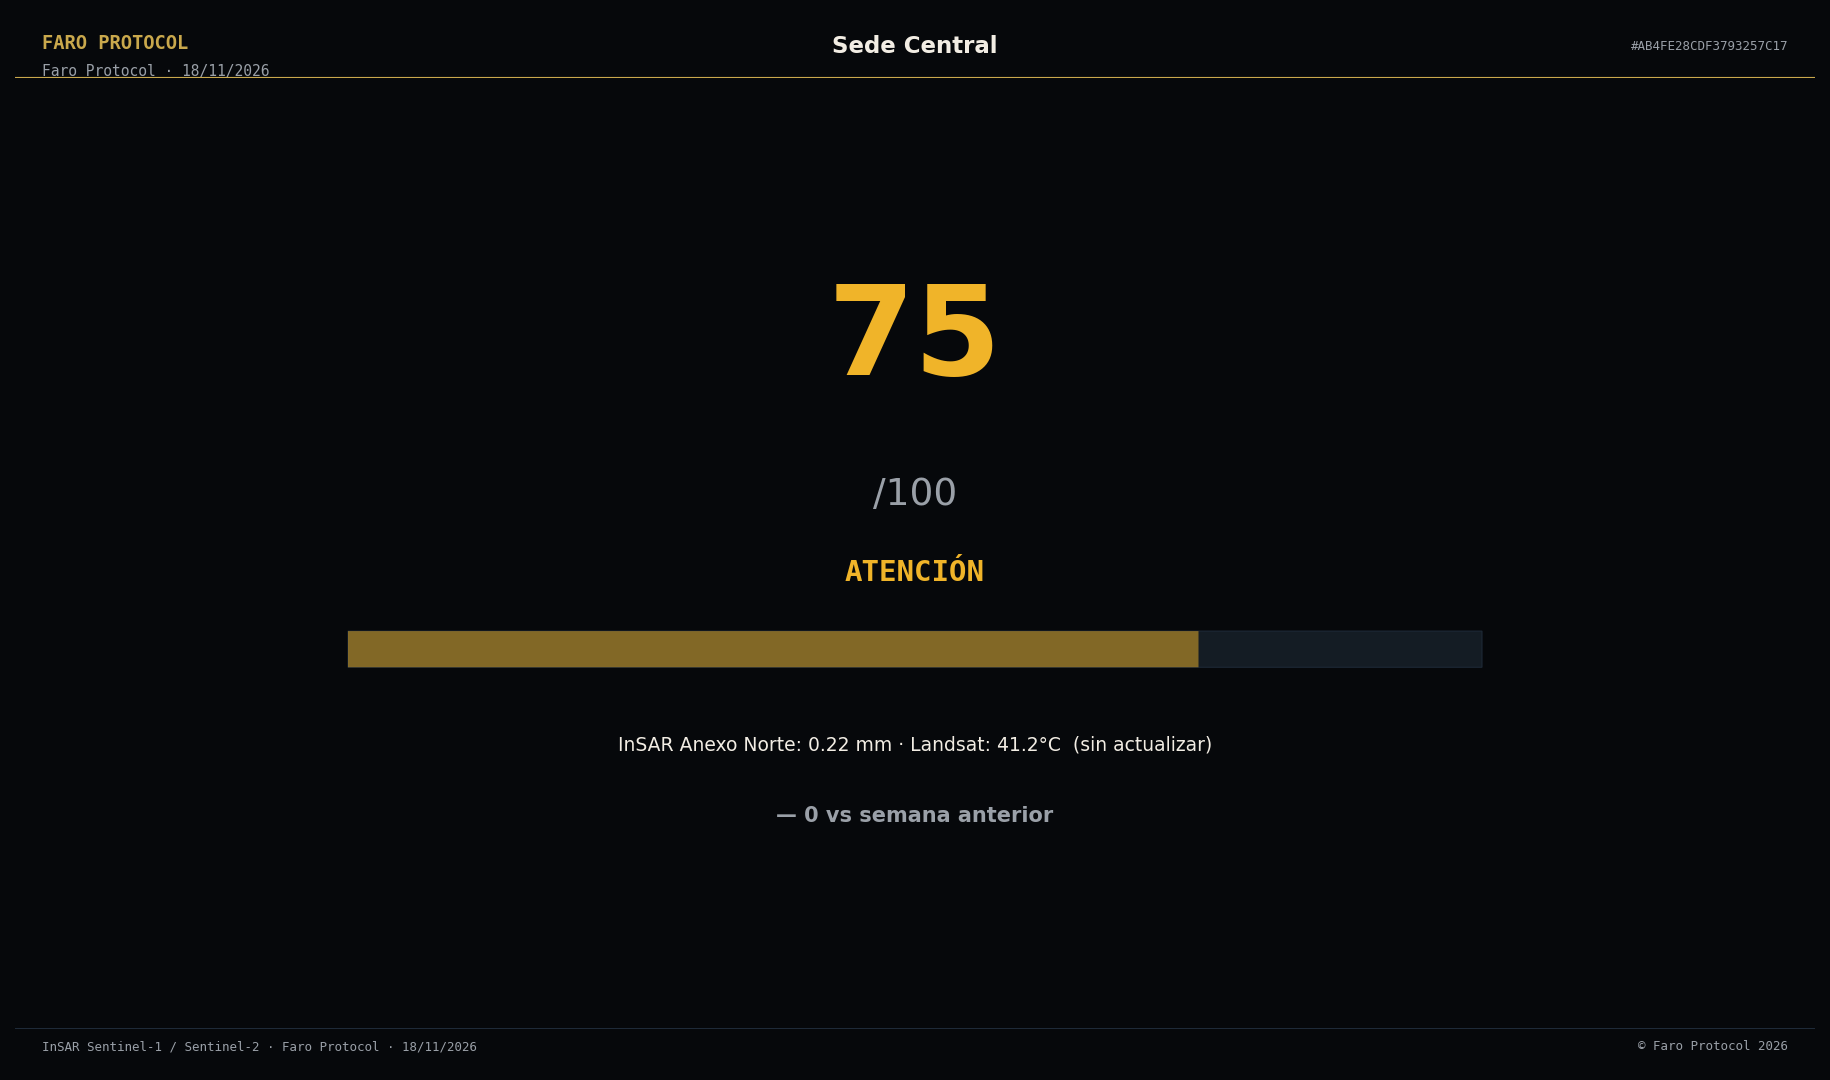 FARO PROTOCOL
Faro Protocol · 18/11/2026
Sede Central
#AB4FE28CDF3793257C17
75
/100
ATENCIÓN
InSAR Anexo Norte: 0.22 mm · Landsat: 41.2°C  (sin actualizar)
— 0 vs semana anterior
InSAR Sentinel-1 / Sentinel-2 · Faro Protocol · 18/11/2026
© Faro Protocol 2026